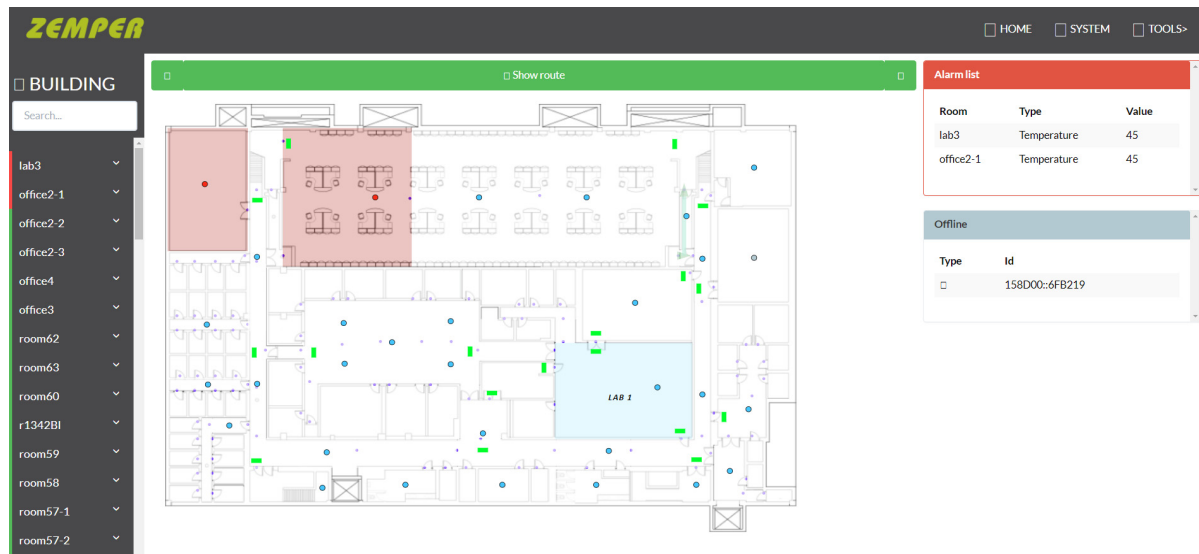 ZEMPER
HOME SYSTEM TOOLS>
BUILDING
Search...
lab3
office2-1
office2-2
office2-3
office4
office3
room62
room63
room60
r1342BI
room59
room58
room57-1
room57-2
Show route
LAB 1
Alarm list
Room Type Value
lab3 Temperature 45
office2-1 Temperature 45
Offline
Type Id
158D00::6FB219